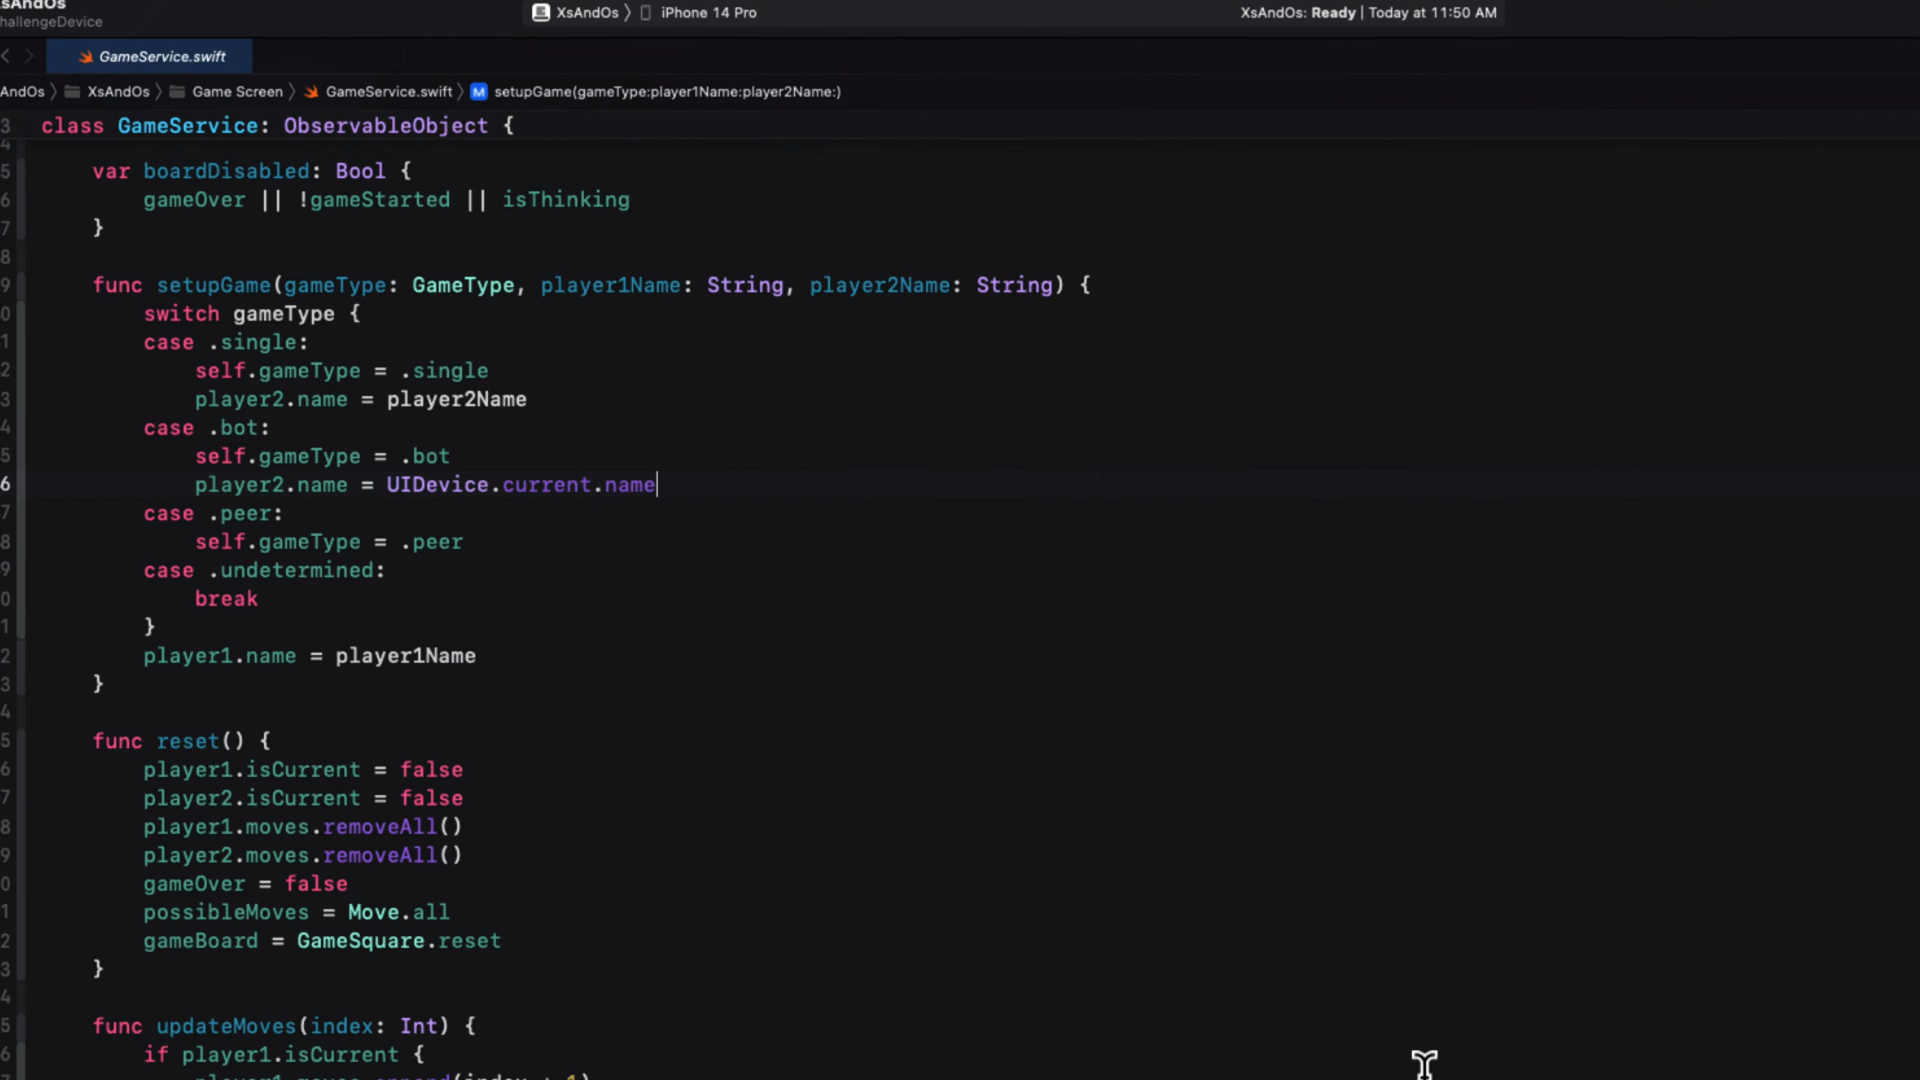 XsAndOs
hallengeDevice
XsAndOs 〉 iPhone 14 Pro
XsAndOs: Ready | Today at 11:50 AM
GameService.swift
AndOs 〉 XsAndOs 〉 Game Screen 〉 GameService.swift 〉 M setupGame(gameType:player1Name:player2Name:)
3 class GameService: ObservableObject {
4
5 var boardDisabled: Bool {
6 gameOver || !gameStarted || isThinking
7 }
8
9 func setupGame(gameType: GameType, player1Name: String, player2Name: String) {
0 switch gameType {
1 case .single:
2 self.gameType = .single
3 player2.name = player2Name
4 case .bot:
5 self.gameType = .bot
6 player2.name = UIDevice.current.name
7 case .peer:
8 self.gameType = .peer
9 case .undetermined:
0 break
1 }
2 player1.name = player1Name
3 }
4
5 func reset() {
6 player1.isCurrent = false
7 player2.isCurrent = false
8 player1.moves.removeAll()
9 player2.moves.removeAll()
0 gameOver = false
1 possibleMoves = Move.all
2 gameBoard = GameSquare.reset
3 }
4
5 func updateMoves(index: Int) {
6 if player1.isCurrent {
player1.moves.append(index + 1)